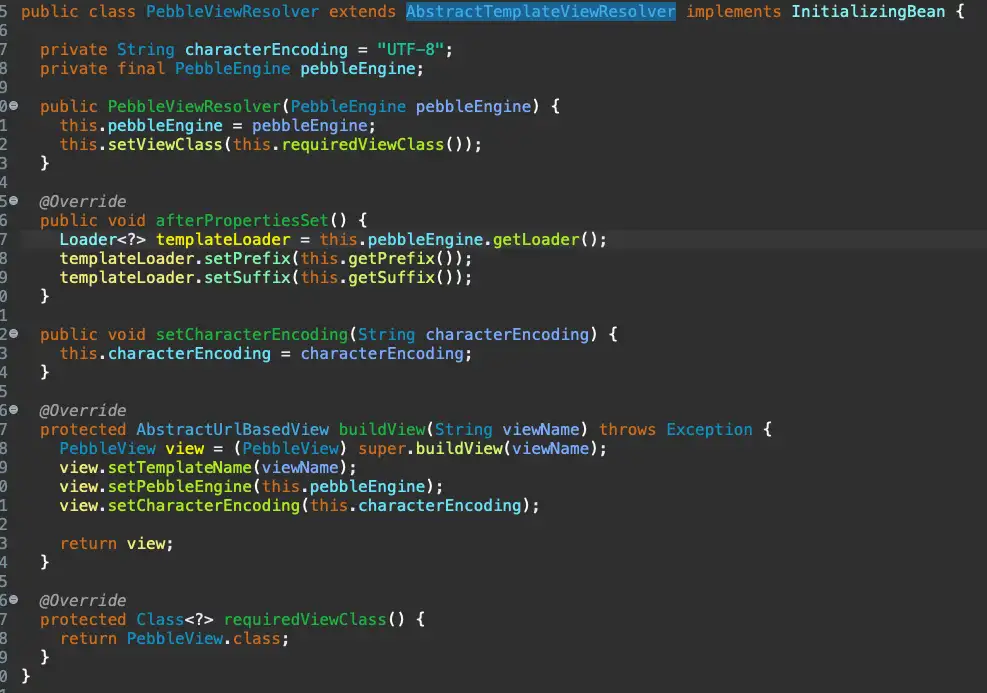 5 public class PebbleViewResolver extends AbstractTemplateViewResolver implements InitializingBean {
6
7   private String characterEncoding = "UTF-8";
8   private final PebbleEngine pebbleEngine;
9
0   public PebbleViewResolver(PebbleEngine pebbleEngine) {
1     this.pebbleEngine = pebbleEngine;
2     this.setViewClass(this.requiredViewClass());
3   }
4
5   @Override
6   public void afterPropertiesSet() {
7     Loader<?> templateLoader = this.pebbleEngine.getLoader();
8     templateLoader.setPrefix(this.getPrefix());
9     templateLoader.setSuffix(this.getSuffix());
0   }
1
2   public void setCharacterEncoding(String characterEncoding) {
3     this.characterEncoding = characterEncoding;
4   }
5
6   @Override
7   protected AbstractUrlBasedView buildView(String viewName) throws Exception {
8     PebbleView view = (PebbleView) super.buildView(viewName);
9     view.setTemplateName(viewName);
0     view.setPebbleEngine(this.pebbleEngine);
1     view.setCharacterEncoding(this.characterEncoding);
2
3     return view;
4   }
5
6   @Override
7   protected Class<?> requiredViewClass() {
8     return PebbleView.class;
9   }
0 }